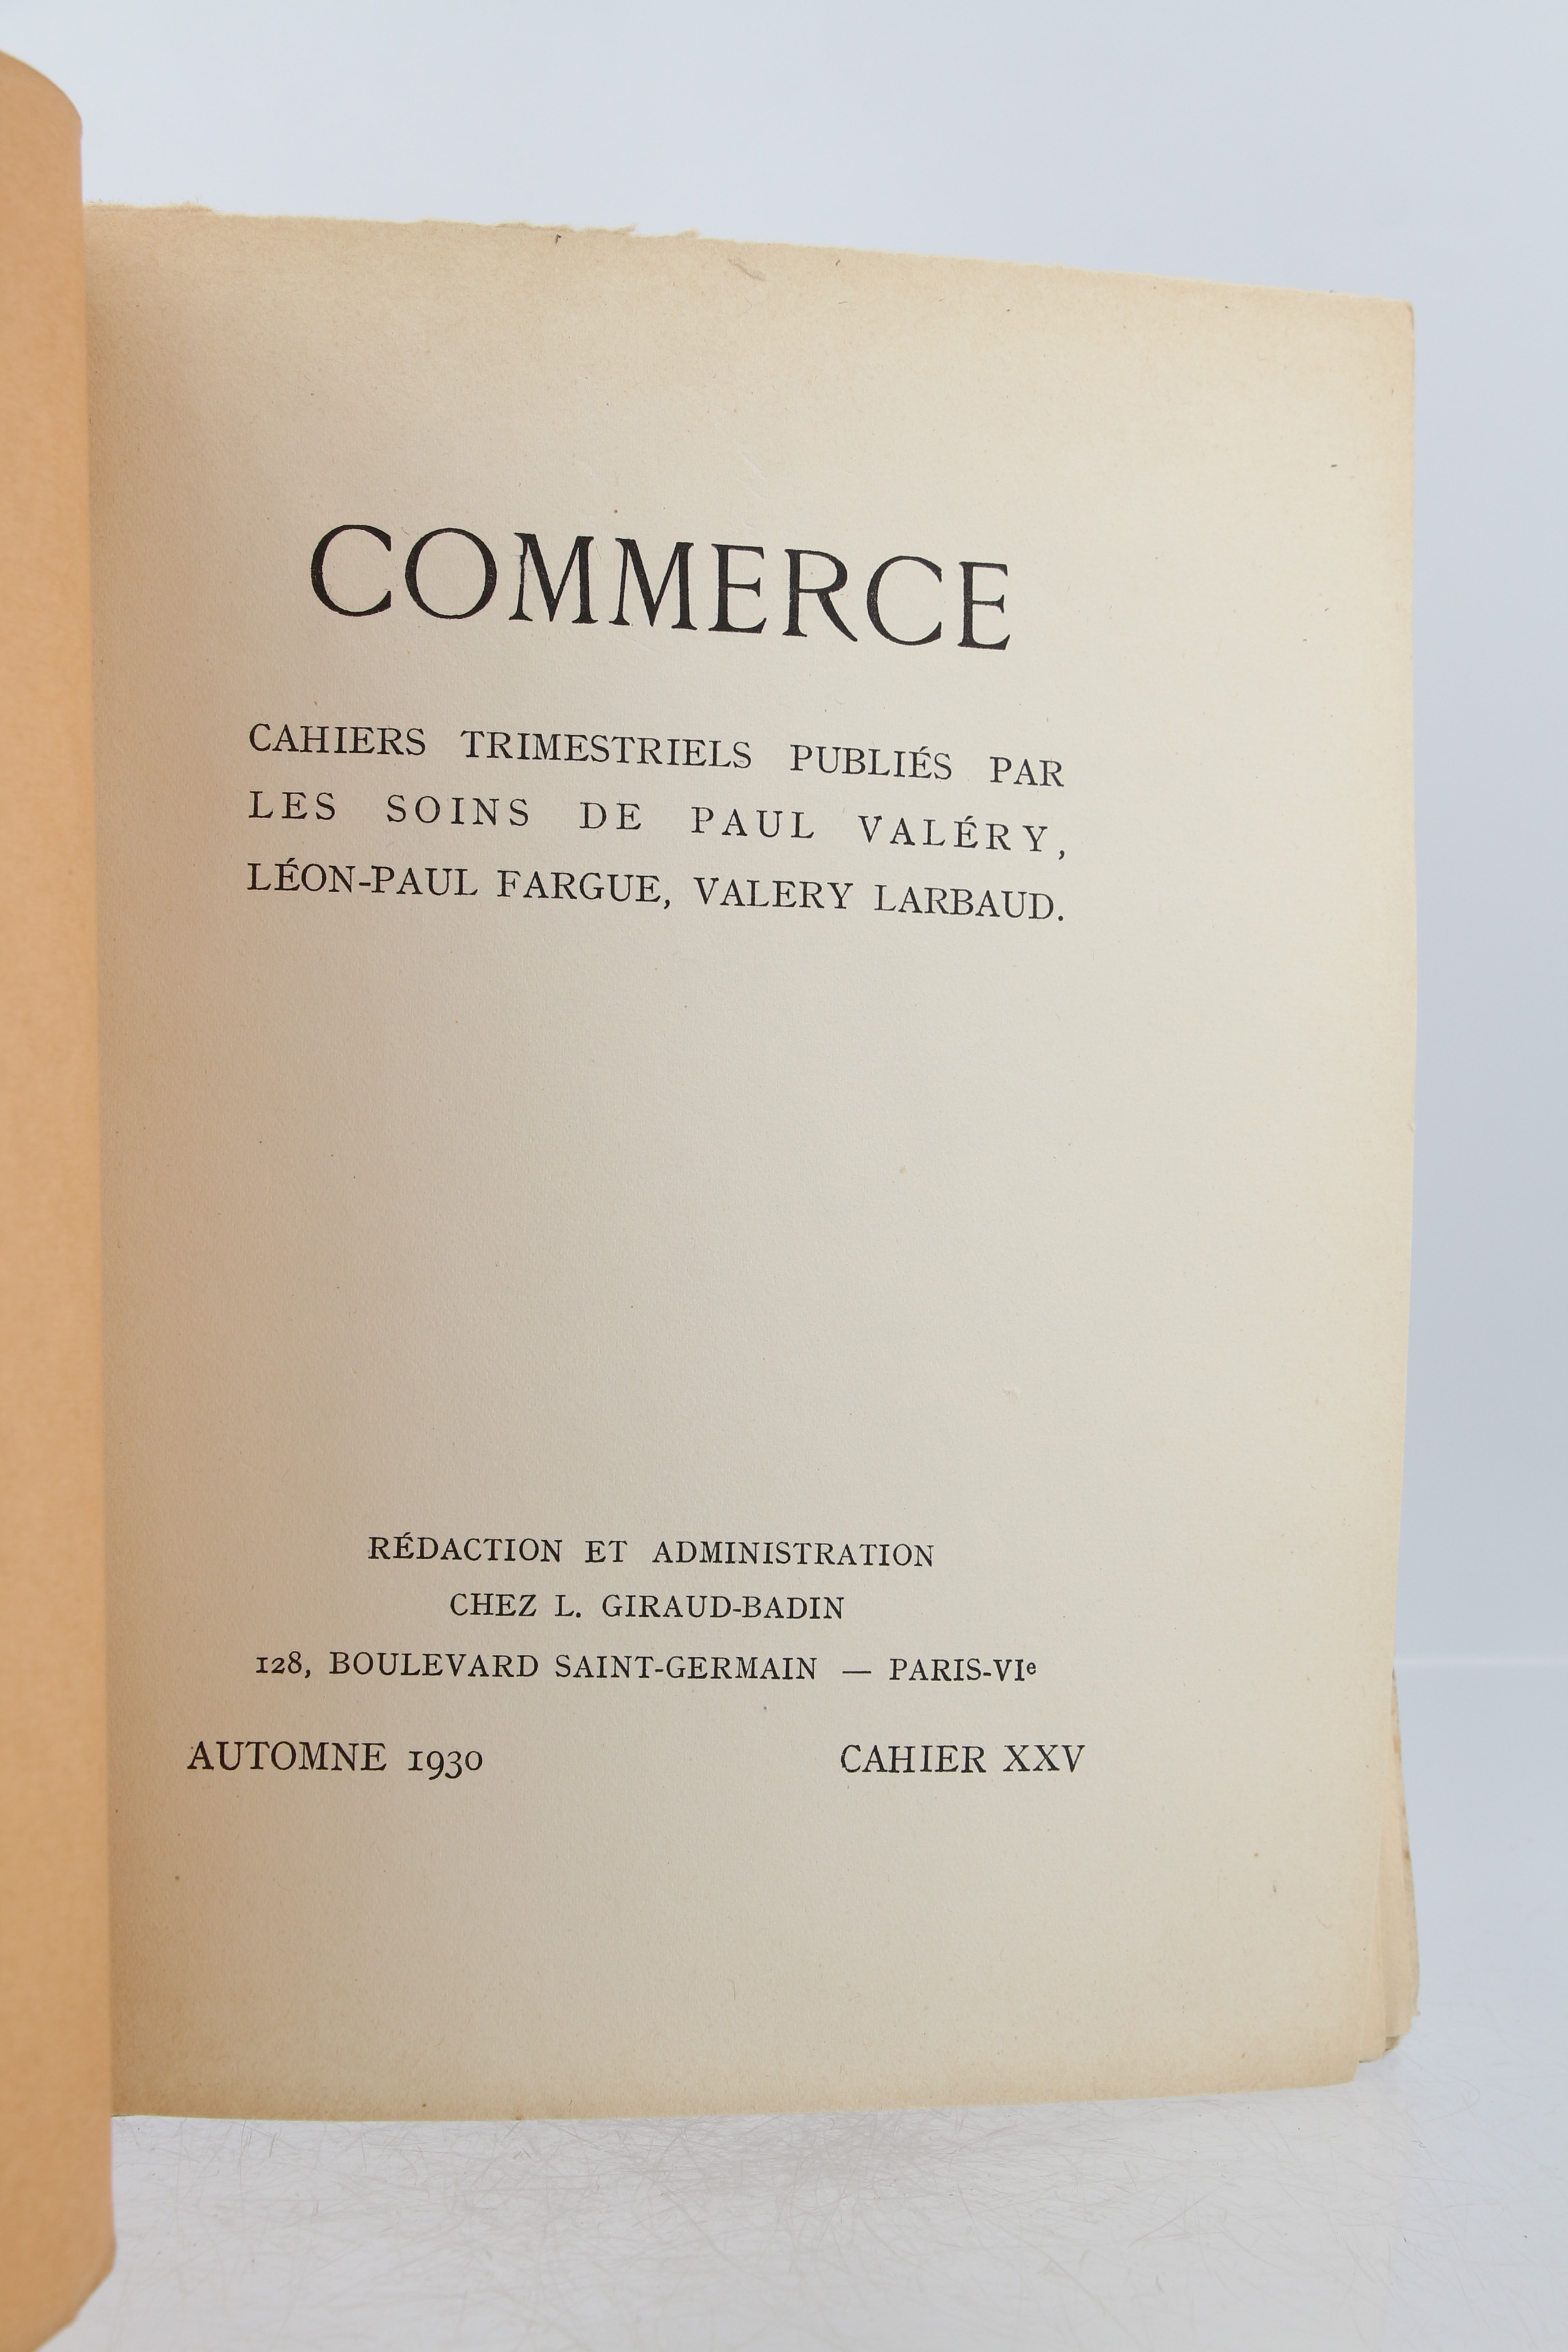 COMMERCE
CAHIERS TRIMESTRIELS PUBLIÉS PAR
LES SOINS DE PAUL VALÉRY,
LÉON-PAUL FARGUE, VALERY LARBAUD.
RÉDACTION ET ADMINISTRATION
CHEZ L. GIRAUD-BADIN
128, BOULEVARD SAINT-GERMAIN — PARIS-VIe
AUTOMNE 1930 CAHIER XXV